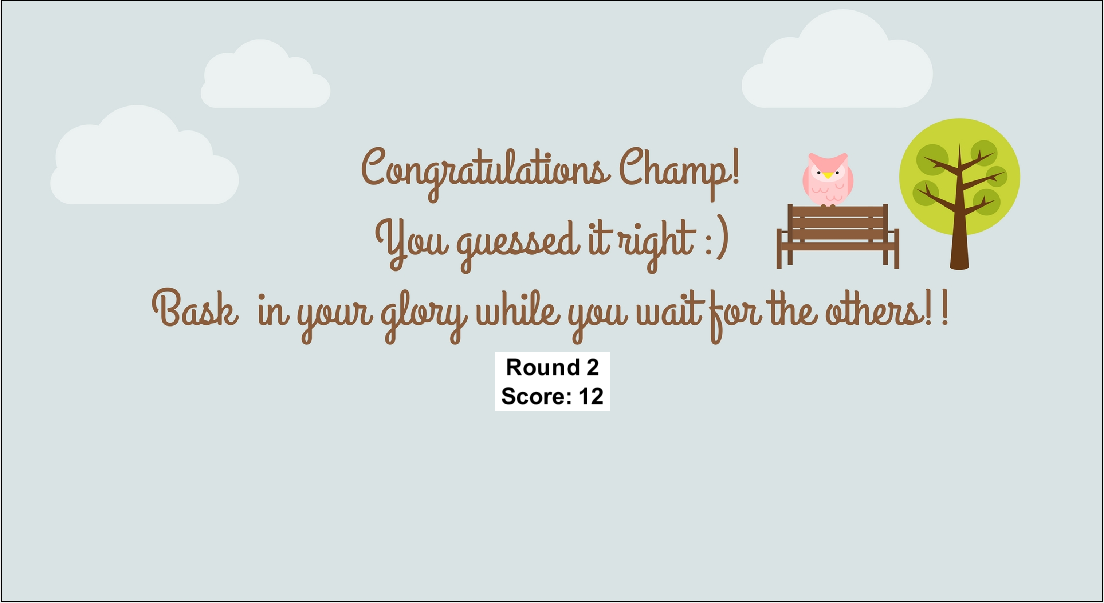 Congratulations Champ!
You guessed it right :)
Bask in your glory while you wait for the others!!
Round 2
Score: 12